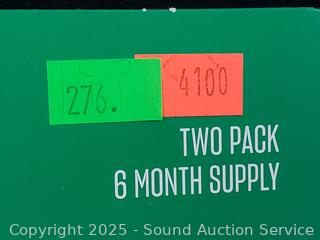 276.
4100
TWO PACK
6 MONTH SUPPLY
Copyright 2025 - Sound Auction Service